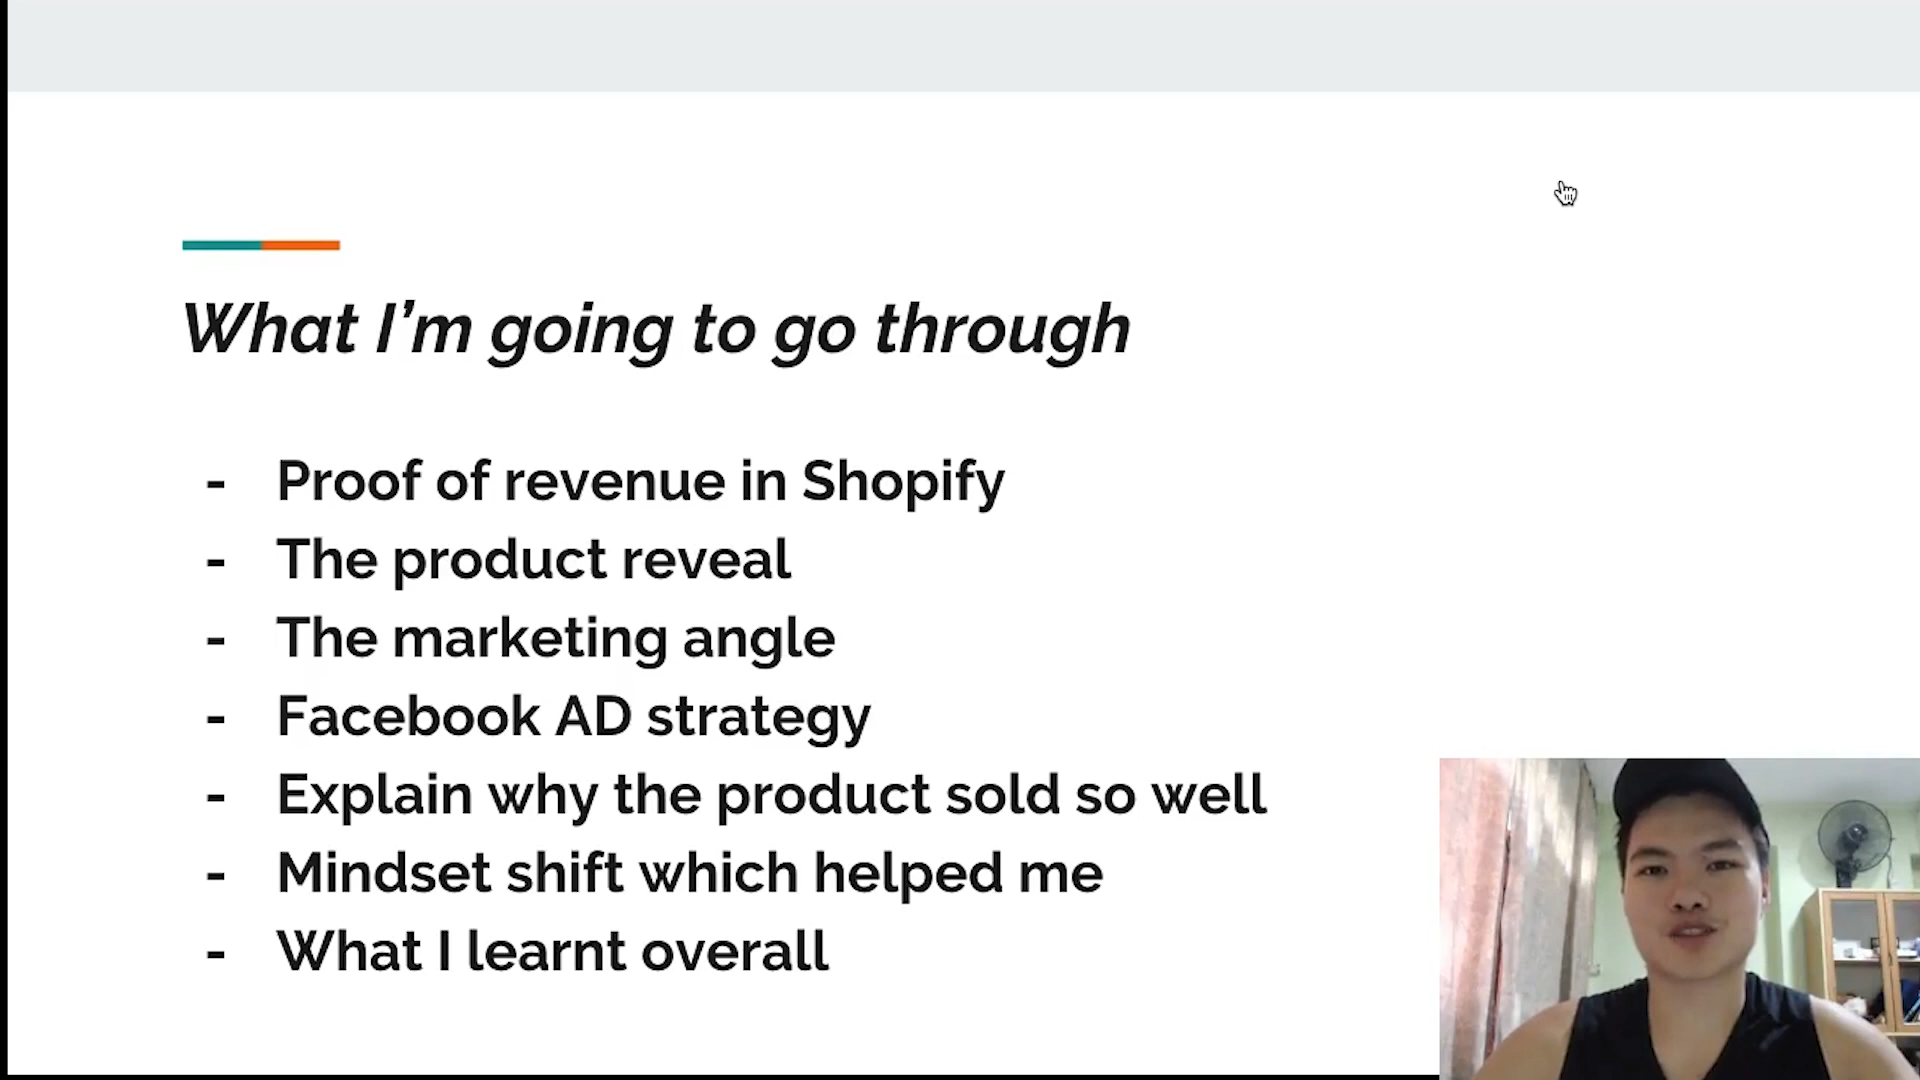 What I’m going to go through
- Proof of revenue in Shopify
- The product reveal
- The marketing angle
- Facebook AD strategy
- Explain why the product sold so well
- Mindset shift which helped me
- What I learnt overall